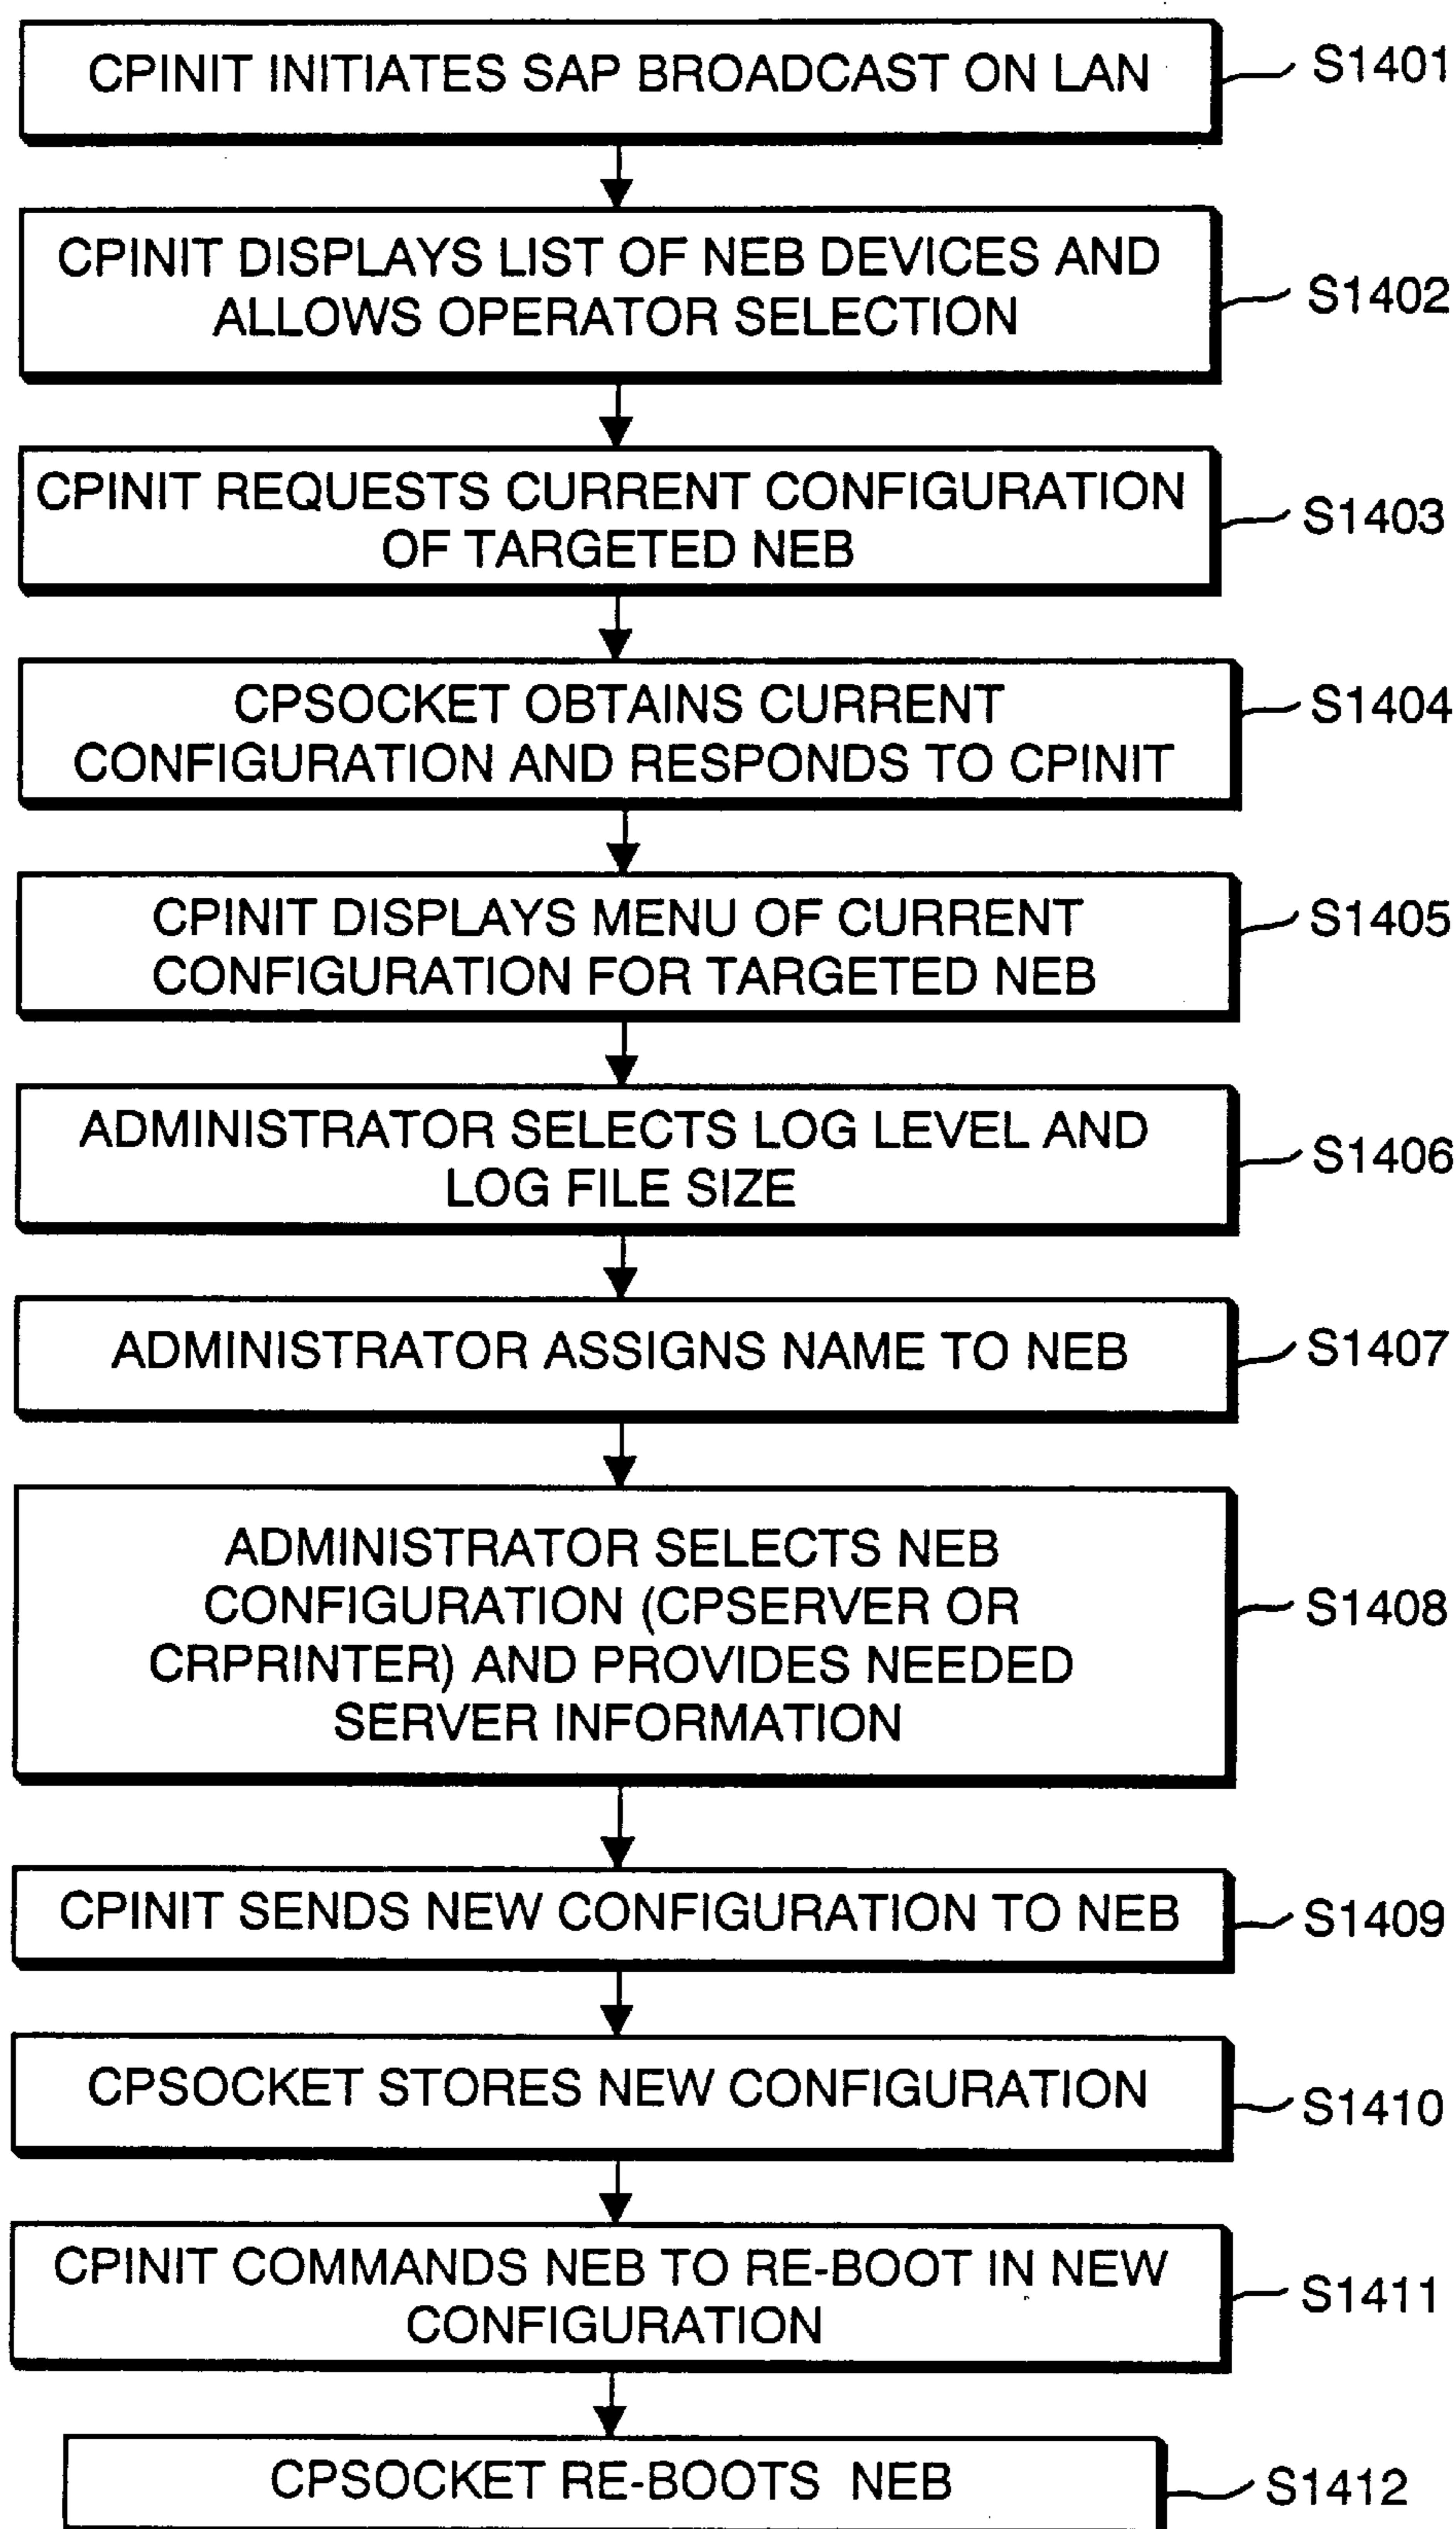 CPINIT INITIATES SAP BROADCAST ON LAN
S1401
CPINIT DISPLAYS LIST OF NEB DEVICES AND
ALLOWS OPERATOR SELECTION
S1402
CPINIT REQUESTS CURRENT CONFIGURATION
OF TARGETED NEB
S1403
CPSOCKET OBTAINS CURRENT
CONFIGURATION AND RESPONDS TO CPINIT
S1404
CPINIT DISPLAYS MENU OF CURRENT
CONFIGURATION FOR TARGETED NEB
S1405
ADMINISTRATOR SELECTS LOG LEVEL AND
LOG FILE SIZE
S1406
ADMINISTRATOR ASSIGNS NAME TO NEB
S1407
ADMINISTRATOR SELECTS NEB
CONFIGURATION (CPSERVER OR
CRPRINTER) AND PROVIDES NEEDED
SERVER INFORMATION
S1408
CPINIT SENDS NEW CONFIGURATION TO NEB
S1409
CPSOCKET STORES NEW CONFIGURATION
S1410
CPINIT COMMANDS NEB TO RE-BOOT IN NEW
CONFIGURATION
S1411
CPSOCKET RE-BOOTS NEB
S1412